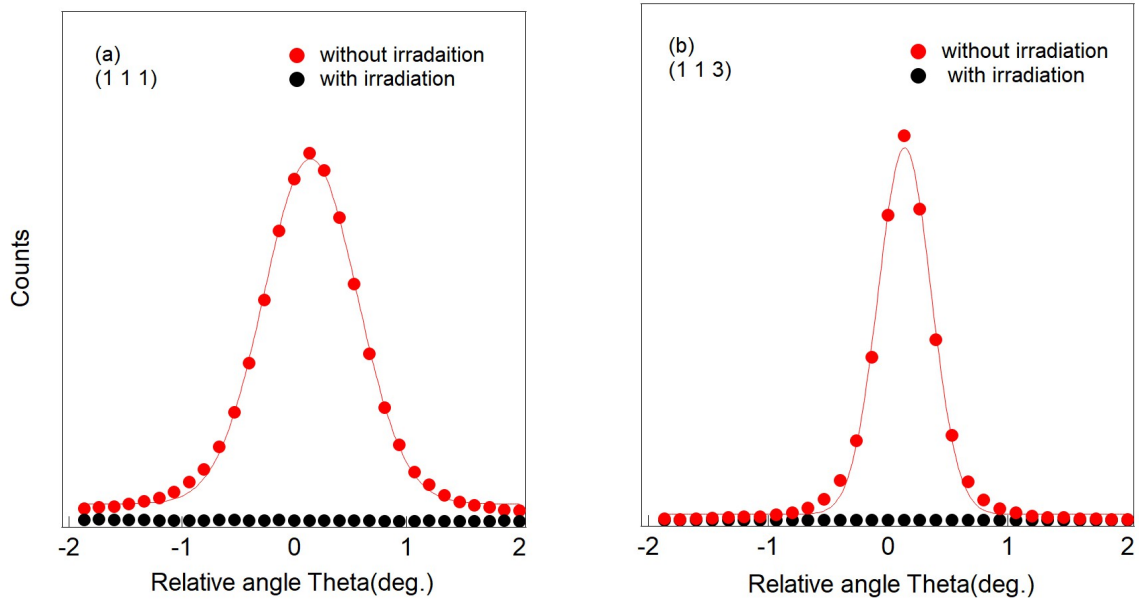 (a)
(1 1 1)
without irradaition
with irradiation
Counts
-2
-1
0
1
2
Relative angle Theta(deg.)
(b)
(1 1 3)
without irradiation
with irradiation
-2
-1
0
1
2
Relative angle Theta(deg.)